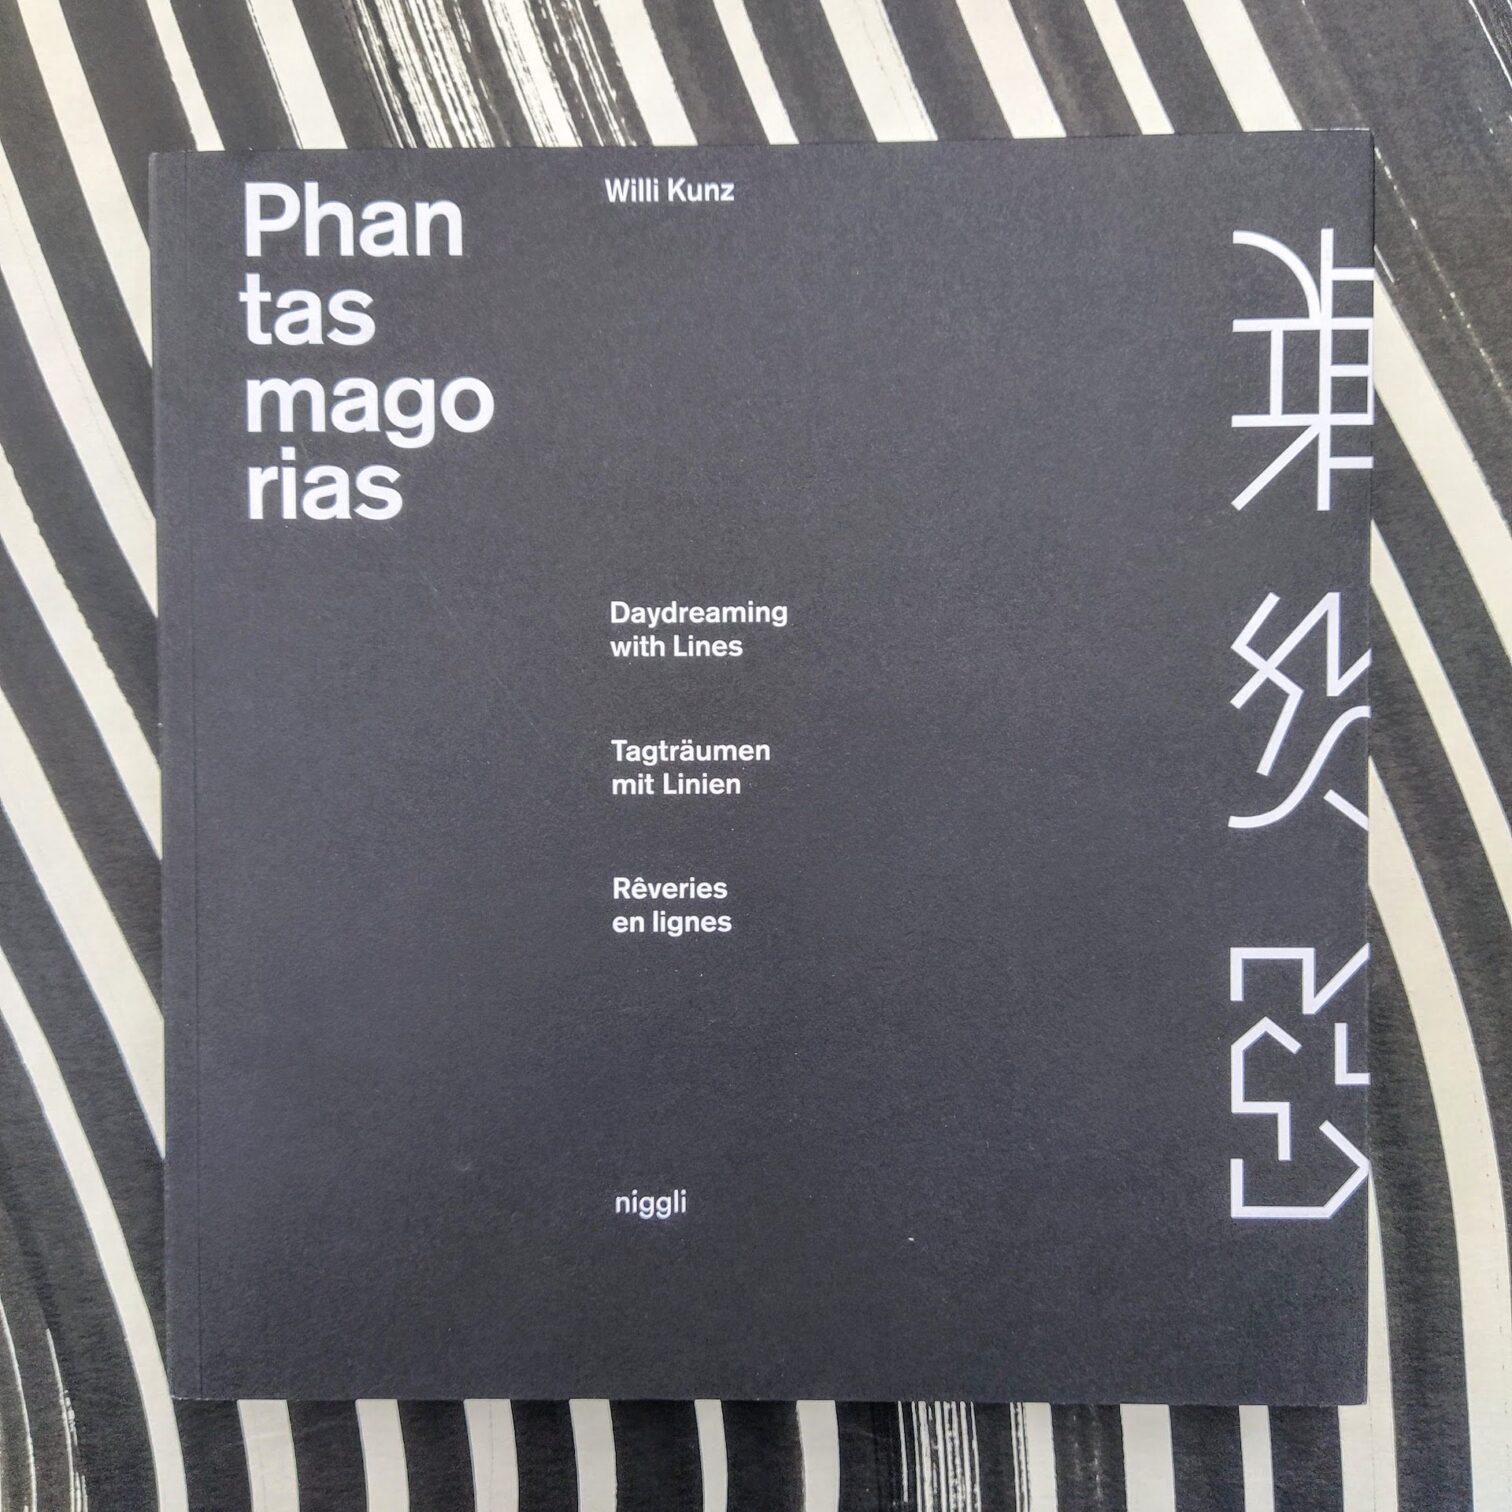 Phan
tas
mago
rias
Willi Kunz
Daydreaming
with Lines
Tagträumen
mit Linien
Rêveries
en lignes
niggli